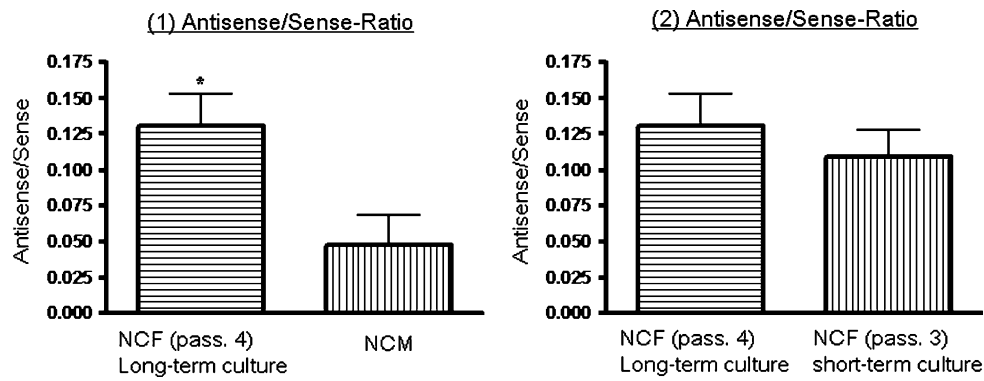 (1) Antisense/Sense-Ratio
Antisense/Sense
0.175
0.150
0.125
0.100
0.075
0.050
0.025
0.000
*
NCF (pass. 4)
Long-term culture
NCM
(2) Antisense/Sense-Ratio
Antisense/Sense
0.175
0.150
0.125
0.100
0.075
0.050
0.025
0.000
NCF (pass. 4)
Long-term culture
NCF (pass. 3)
short-term culture